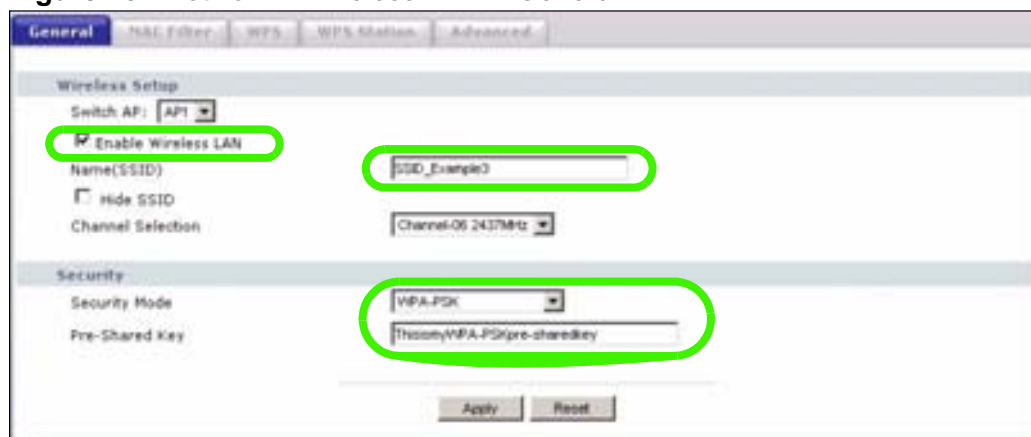 General MAC Filter WPS WPS Station Advanced
Wireless Setup
Switch AP: AP1
Enable Wireless LAN
Name(SSID) SSID_Example3
Hide SSID
Channel Selection Channel-06 2437MHz
Security
Security Mode WPA-PSK
Pre-Shared Key ThisismyWPA-PSKpre-sharedkey
Apply Reset